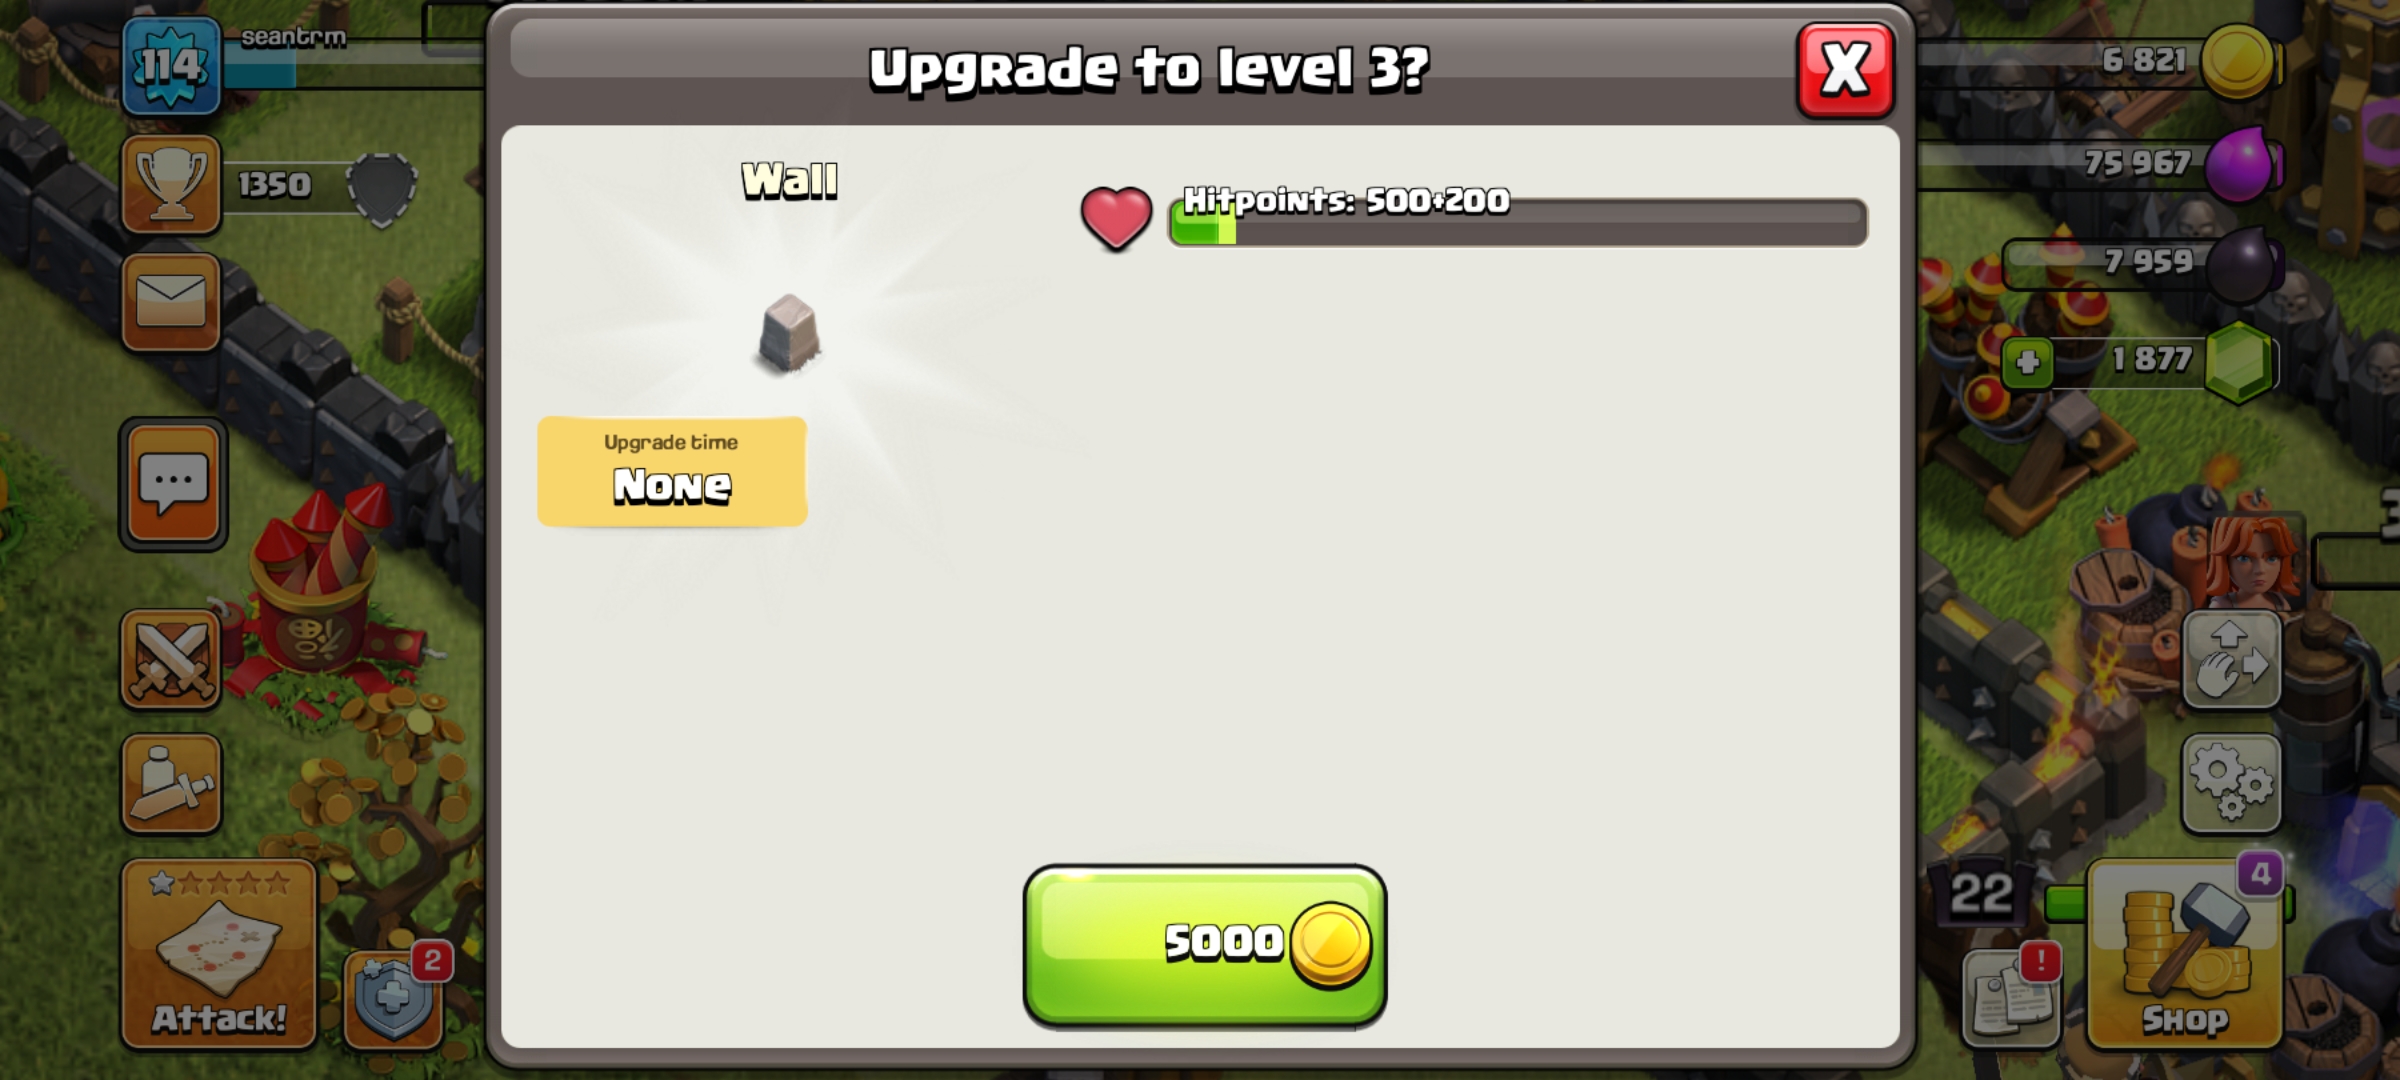 114
seantrm
Upgrade to level 3?
X
6 821
1350
Wall
75 967
Hitpoints: 500+200
7 959
1 877
Upgrade time
None
22
4
2
!
5000
Attack!
Shop